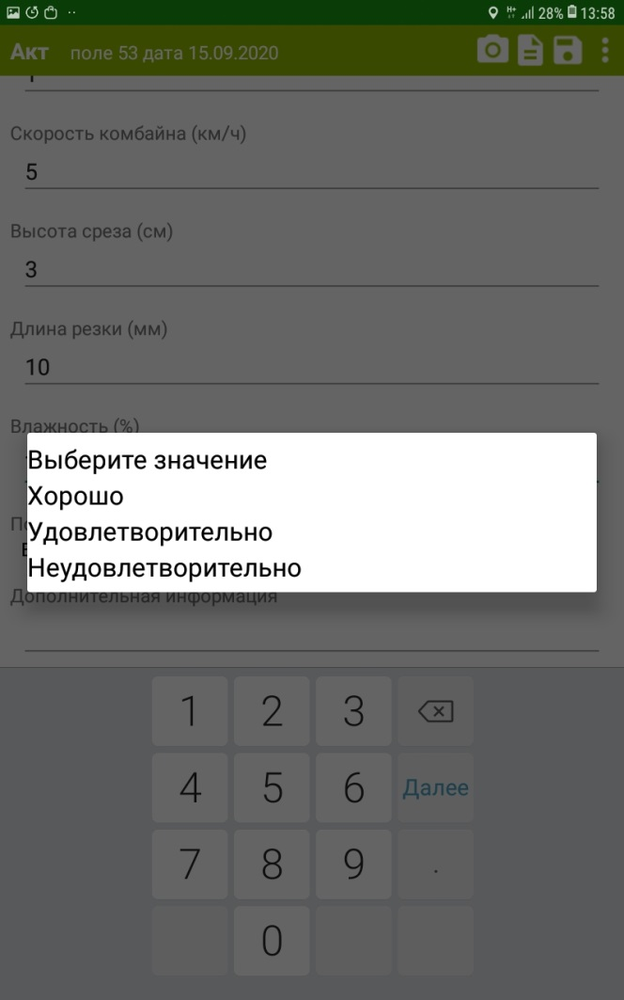 28% 13:58
Акт поле 53 дата 15.09.2020
Скорость комбайна (км/ч)
5
Высота среза (см)
3
Длина резки (мм)
10
Влажность (%)
Выберите значение
Хорошо
Удовлетворительно
Неудовлетворительно
Дополнительная информация
1 2 3
4 5 6 Далее
7 8 9 .
0